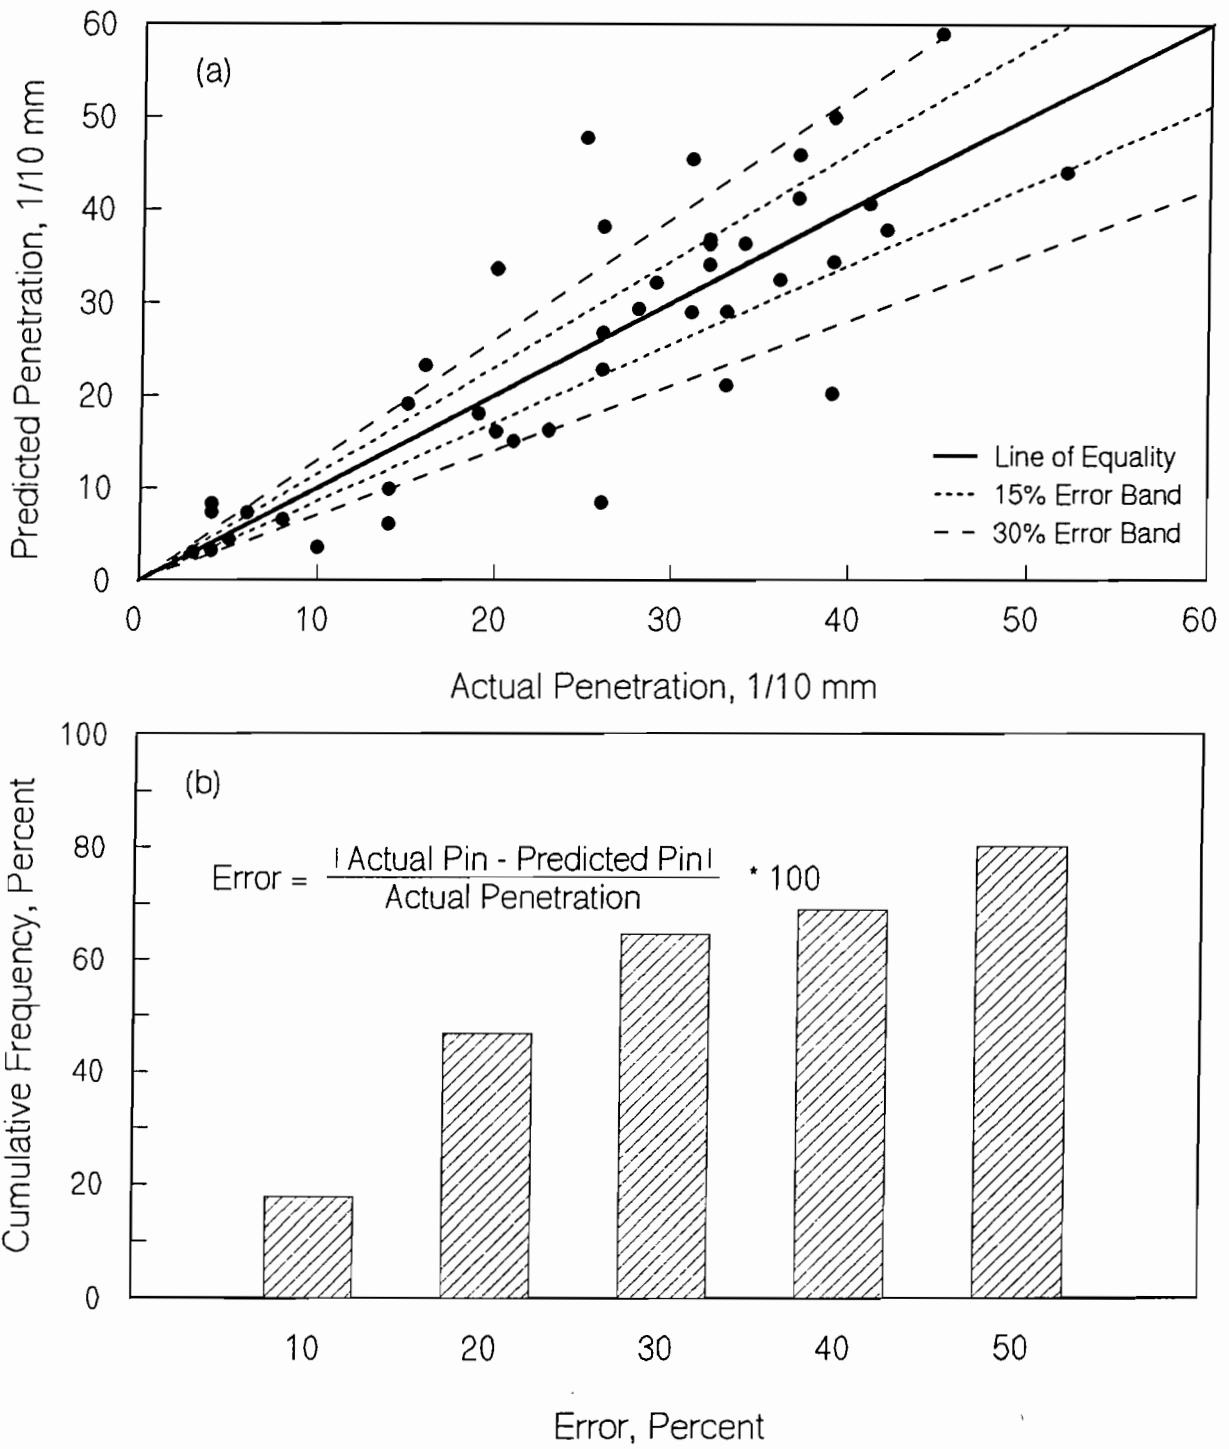 60
(a)
50
40
30
20
10
0
Predicted Penetration, 1/10 mm
Line of Equality
15% Error Band
30% Error Band
0 10 20 30 40 50 60
Actual Penetration, 1/10 mm
100
(b)
80
60
40
20
0
Cumulative Frequency, Percent
Error = | Actual Pin - Predicted Pin | * 100
Actual Penetration
10 20 30 40 50
Error, Percent